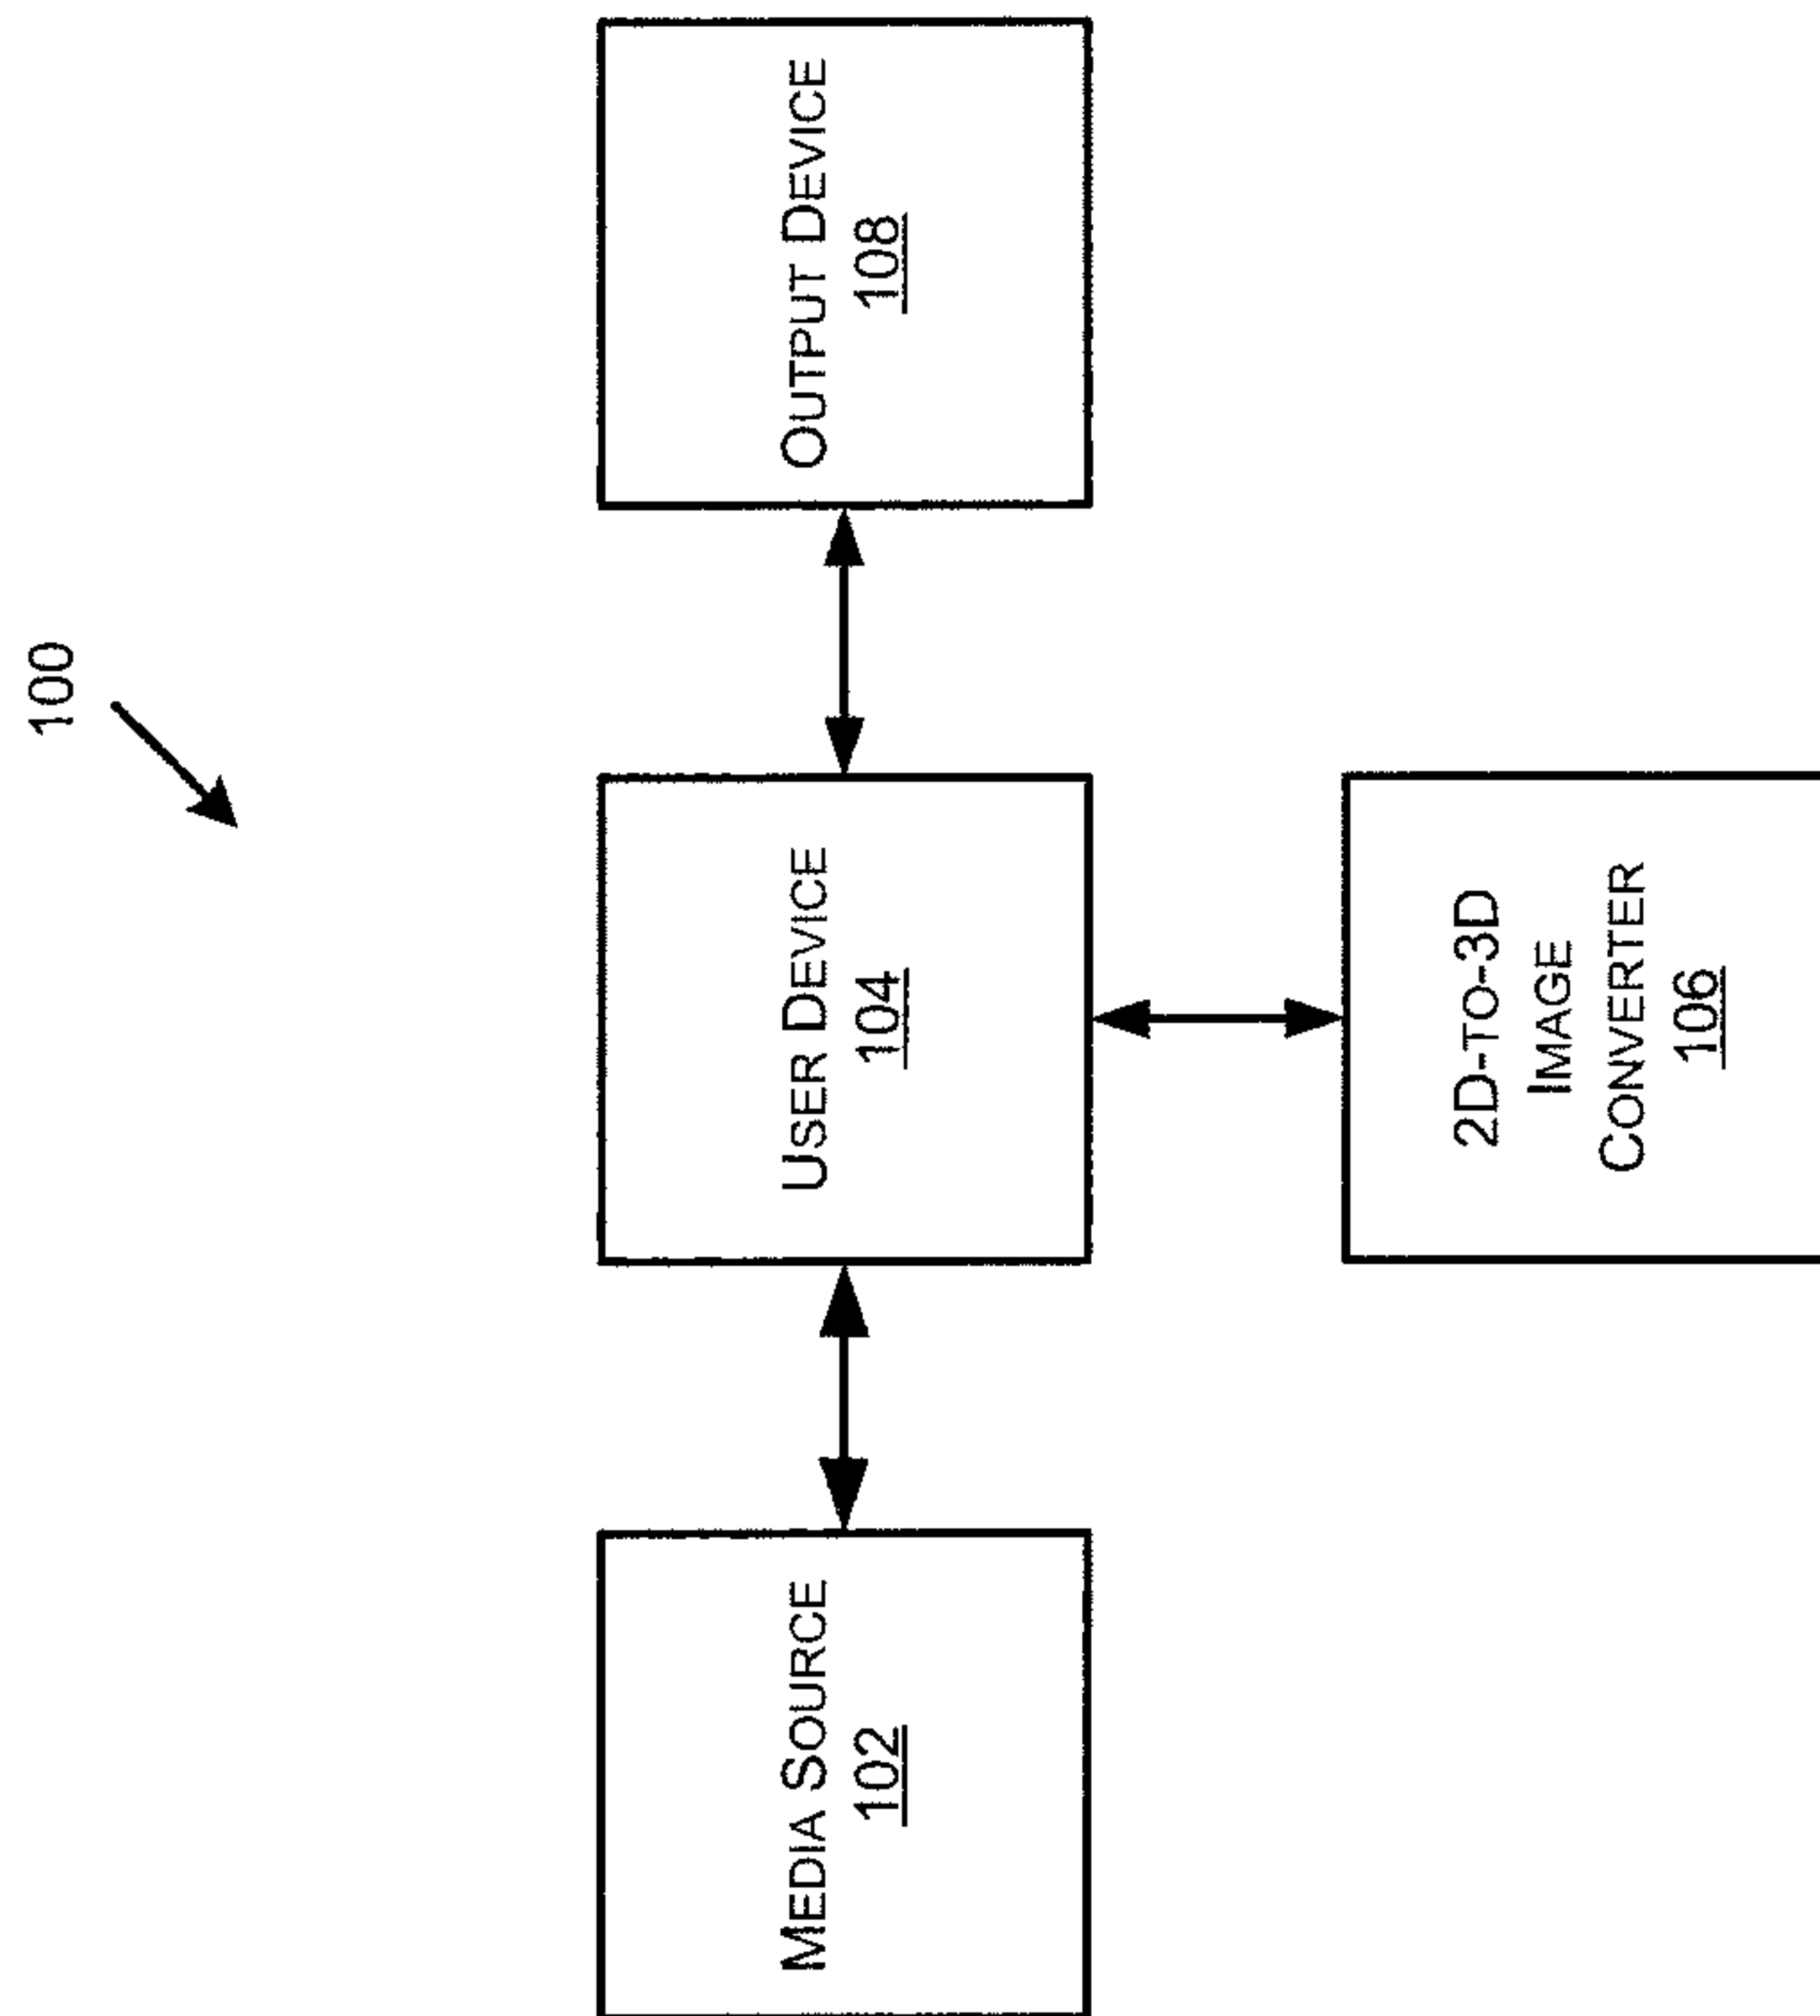 100
MEDIA SOURCE
102
USER DEVICE
104
OUTPUT DEVICE
108
2D-TO-3D
IMAGE
CONVERTER
106